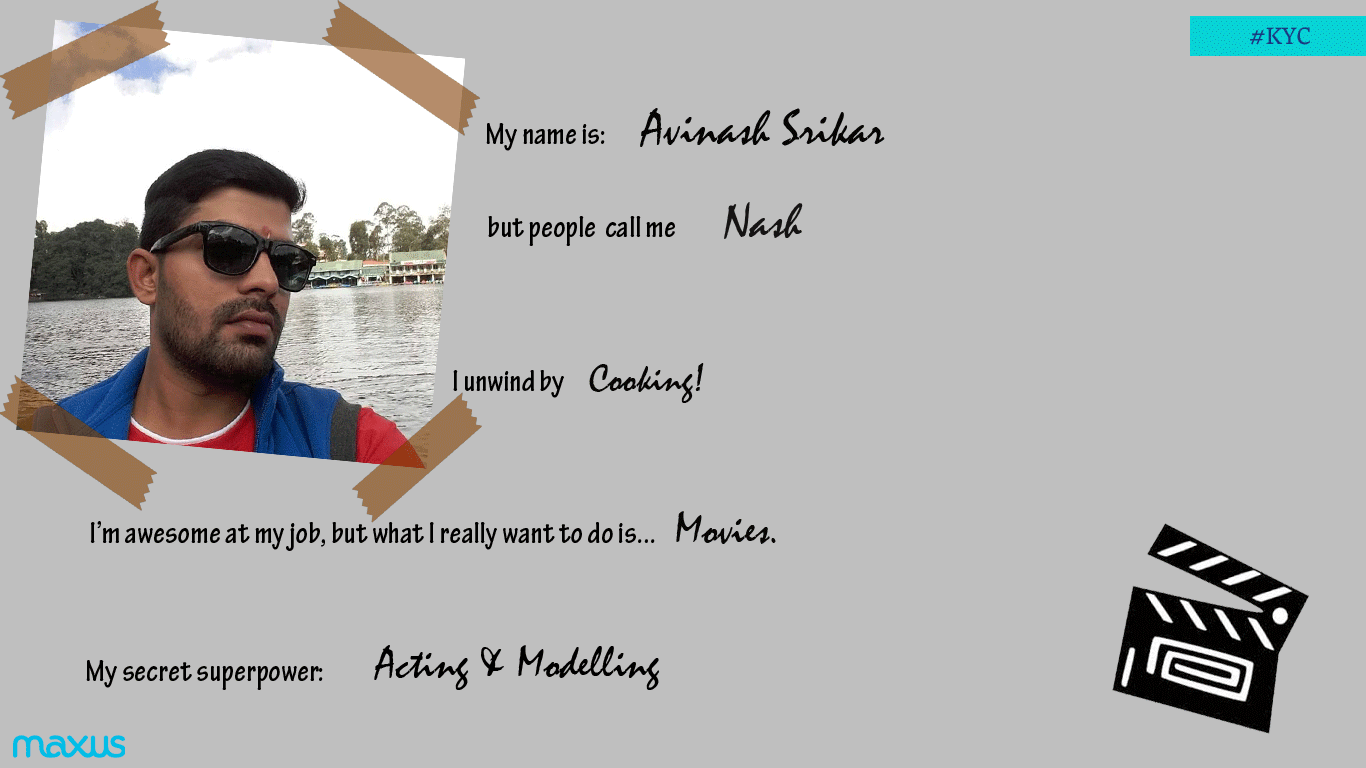 #KYC
My name is: Avinash Srikar
but people call me Nash
I unwind by Cooking!
I'm awesome at my job, but what I really want to do is... Movies.
My secret superpower: Acting & Modelling
maxus